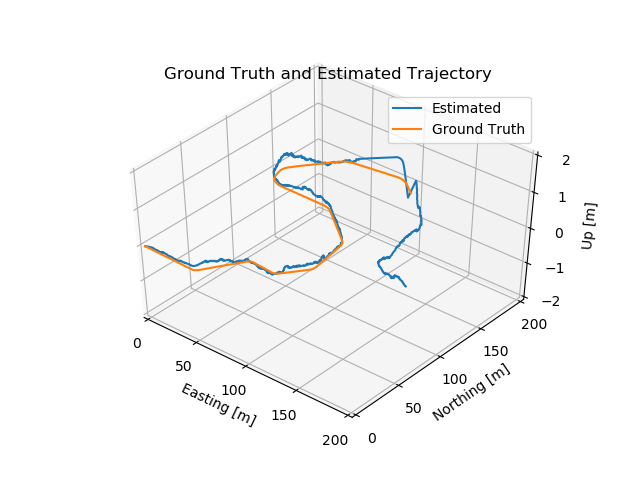 Ground Truth and Estimated Trajectory
Estimated
Ground Truth
2
1
0
−1
−2
Up [m]
0
50
100
150
200
Easting [m]
0
50
100
150
200
Northing [m]